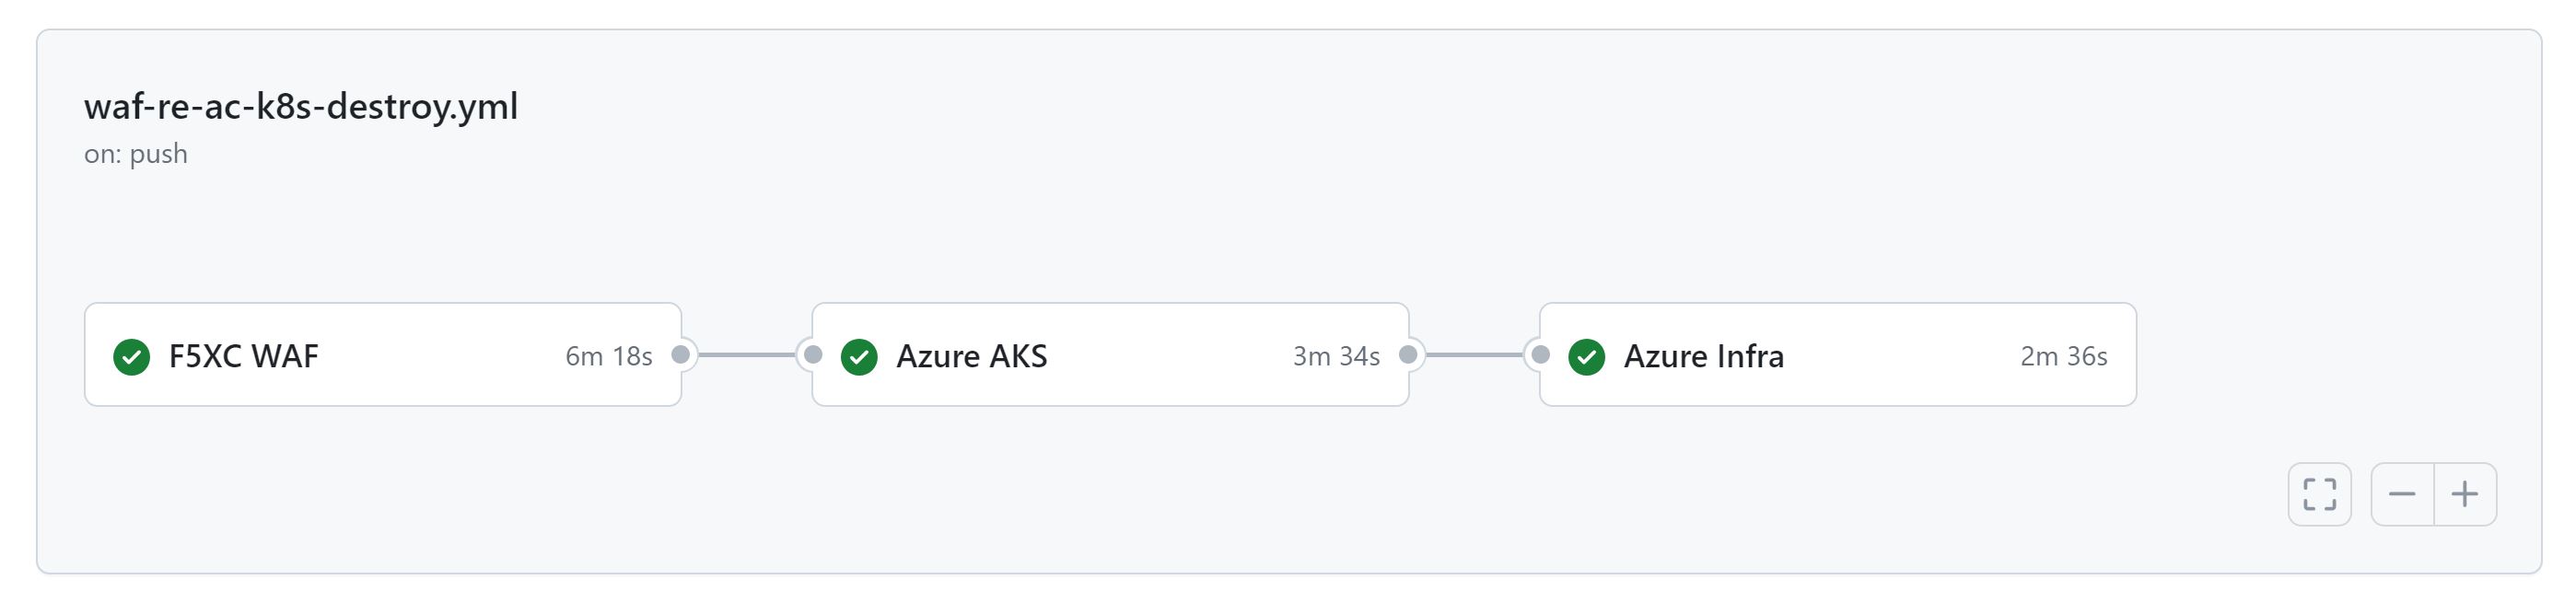 waf-re-ac-k8s-destroy.yml
on: push
F5XC WAF 6m 18s
Azure AKS 3m 34s
Azure Infra 2m 36s